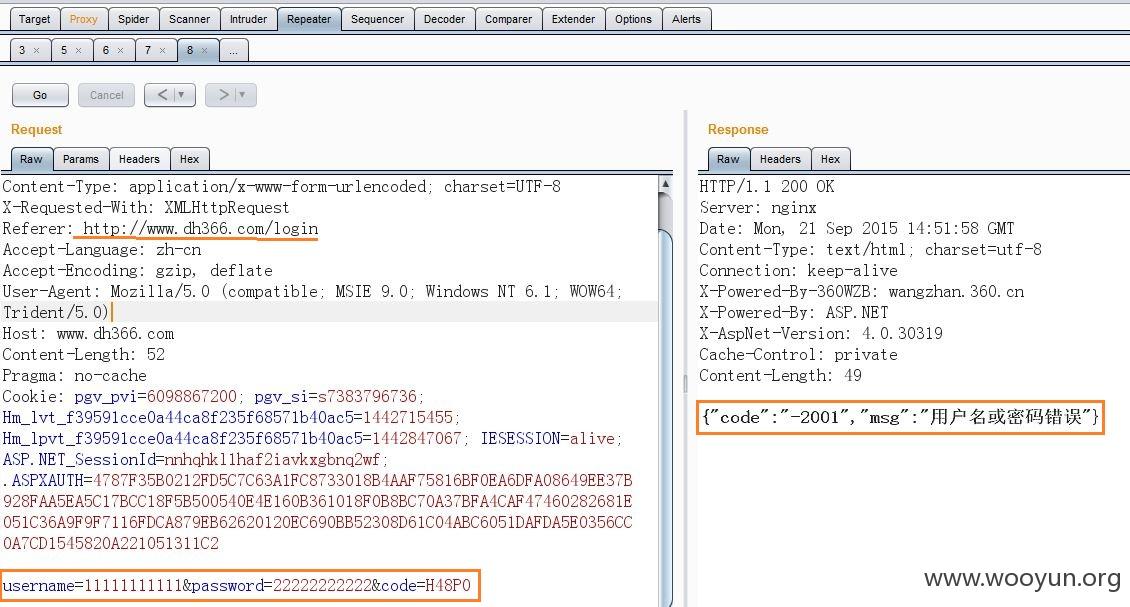 Target Proxy Spider Scanner Intruder Repeater Sequencer Decoder Comparer Extender Options Alerts
3 × 5 × 6 × 7 × 8 × ...
Go Cancel < ▼ > ▼
Request
Raw Params Headers Hex
Content-Type: application/x-www-form-urlencoded; charset=UTF-8
X-Requested-With: XMLHttpRequest
Referer: http://www.dh366.com/login
Accept-Language: zh-cn
Accept-Encoding: gzip, deflate
User-Agent: Mozilla/5.0 (compatible; MSIE 9.0; Windows NT 6.1; WOW64;
Trident/5.0)
Host: www.dh366.com
Content-Length: 52
Pragma: no-cache
Cookie: pgv_pvi=6098867200; pgv_si=s7383796736;
Hm_lvt_f39591cce0a44ca8f235f68571b40ac5=1442715455;
Hm_lpvt_f39591cce0a44ca8f235f68571b40ac5=1442847067; IESESSION=alive;
ASP.NET_SessionId=nnhqhkl1haf2iavkxgbnq2wf;
.ASPXAUTH=4787F35B0212FD5C7C63A1FC8733018B4AAF75816BF0EA6DFA08649EE37B
928FAA5EA5C17BCC18F5B500540E4E160B361018F0B8BC70A37BFA4CAF47460282681E
051C36A9F9F7116FDCA879EB62620120EC690BB52308D61C04ABC6051DAFDA5E0356CC
0A7CD1545820A221051311C2
username=11111111111&password=22222222222&code=H48P0
Response
Raw Headers Hex
HTTP/1.1 200 OK
Server: nginx
Date: Mon, 21 Sep 2015 14:51:58 GMT
Content-Type: text/html; charset=utf-8
Connection: keep-alive
X-Powered-By-360WZB: wangzhan.360.cn
X-Powered-By: ASP.NET
X-AspNet-Version: 4.0.30319
Cache-Control: private
Content-Length: 49
{"code":"-2001","msg":"用户名或密码错误"}
www.wooyun.org